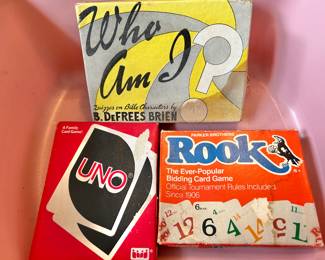 Who
Am I?
Quizzes on Bible Characters by
B. DEFREES BRIEN
A Family
Card Game!
UNO
PARKER BROTHERS
Rook
The Ever-Popular
Bidding Card Game
Official Tournament Rules Included
Since 1906
12 6 4 14